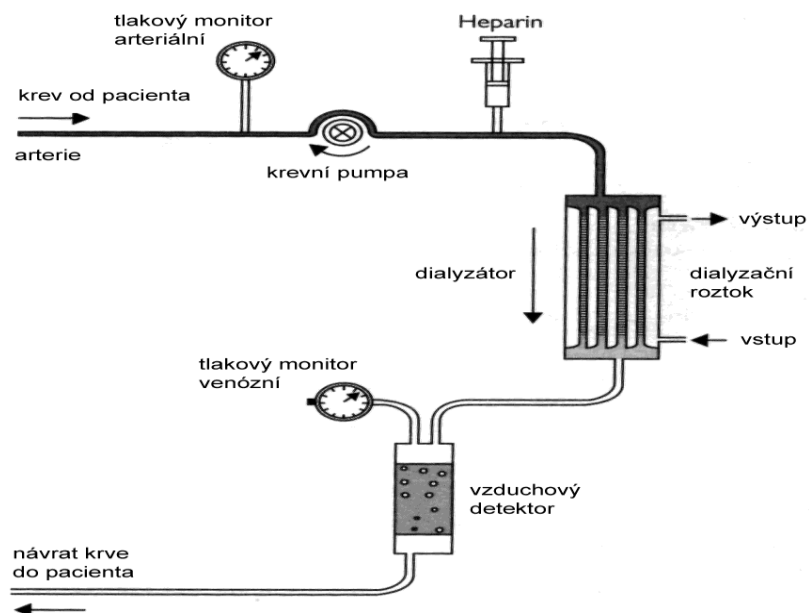 tlakový monitor
arteriální
Heparin
krev od pacienta
arterie
krevní pumpa
výstup
dialyzátor
dialyzační
roztok
vstup
tlakový monitor
venózní
vzduchový
detektor
návrat krve
do pacienta